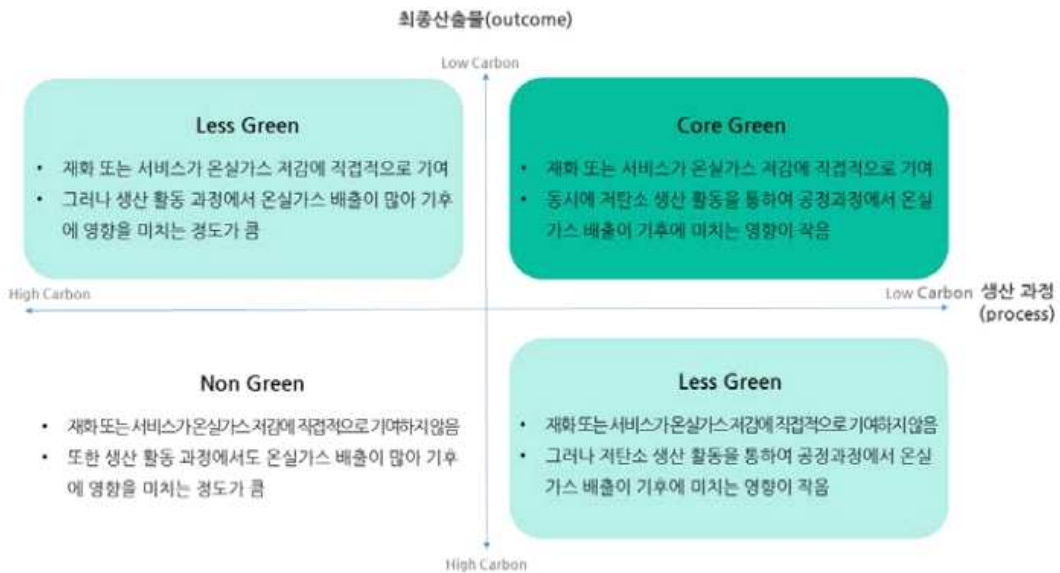 최종산출물(outcome)
Low Carbon
Less Green
• 재화 또는 서비스가 온실가스 저감에 직접적으로 기여
• 그러나 생산 활동 과정에서 온실가스 배출이 많아 기후
에 영향을 미치는 정도가 큼
Core Green
• 재화 또는 서비스가 온실가스 저감에 직접적으로 기여
• 동시에 저탄소 생산 활동을 통하여 공정과정에서 온실
가스 배출이 기후에 미치는 영향이 작음
High Carbon
Low Carbon 생산 과정
(process)
Non Green
• 재화 또는 서비스가 온실가스 저감에 직접적으로 기여하지 않음
• 또한 생산 활동 과정에서도 온실가스 배출이 많아 기후
에 영향을 미치는 정도가 큼
Less Green
• 재화 또는 서비스가 온실가스 저감에 직접적으로 기여하지 않음
• 그러나 저탄소 생산 활동을 통하여 공정과정에서 온실
가스 배출이 기후에 미치는 영향이 작음
High Carbon